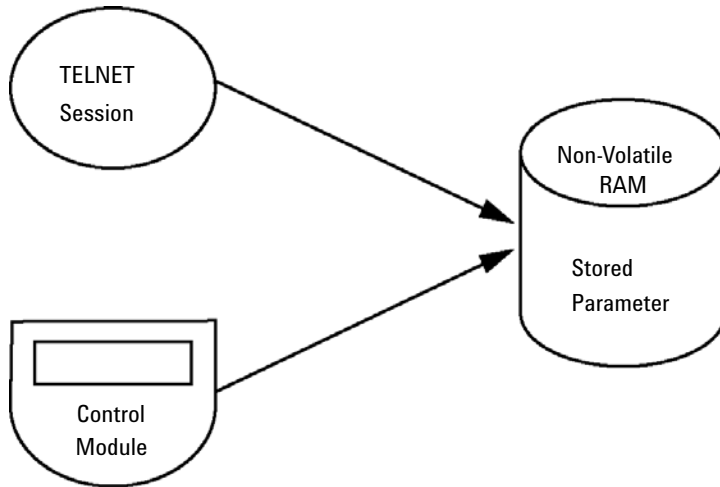 TELNET
Session
Non-Volatile
RAM
Stored
Parameter
Control
Module